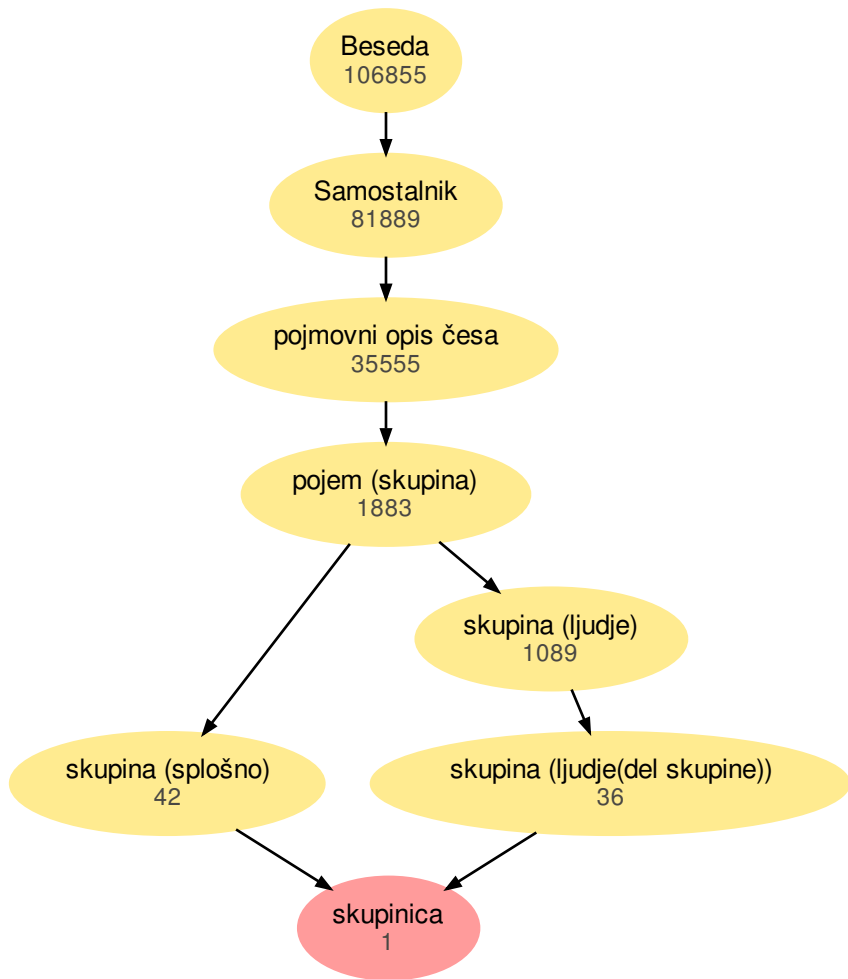 Beseda
106855
Samostalnik
81889
pojmovni opis česa
35555
pojem (skupina)
1883
skupina (ljudje)
1089
skupina (splošno)
42
skupina (ljudje(del skupine))
36
skupinica
1